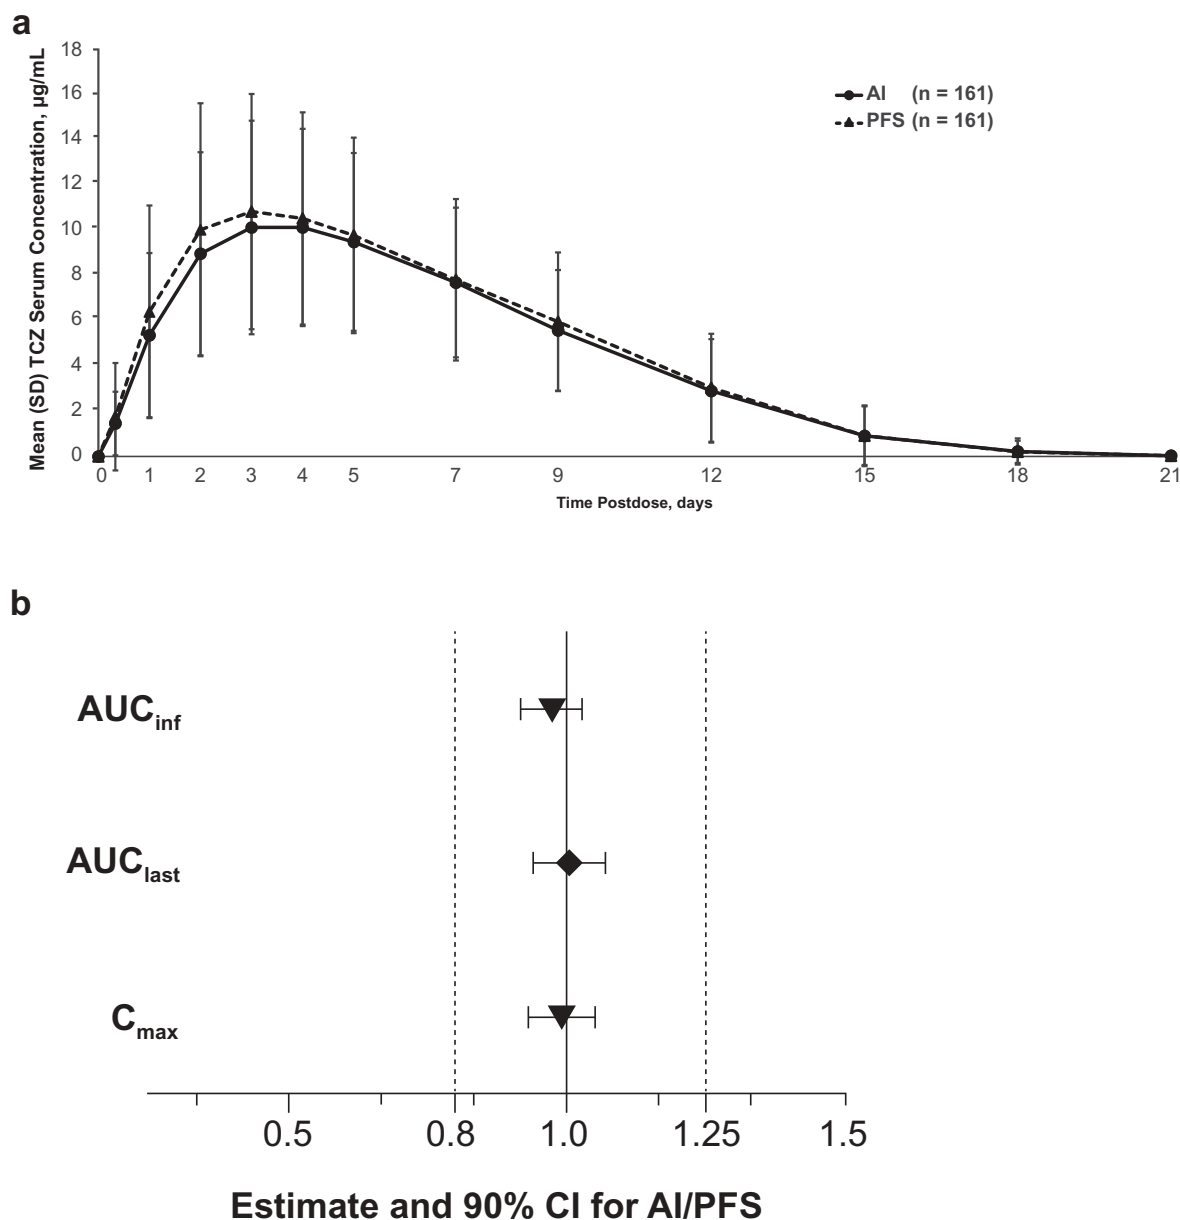 a
Mean (SD) TCZ Serum Concentration, µg/mL
18
16
14
12
10
8
6
4
2
0
AI (n = 161)
PFS (n = 161)
0 1 2 3 4 5 7 9 12 15 18 21
Time Postdose, days
b
AUCinf
AUClast
Cmax
0.5 0.8 1.0 1.25 1.5
Estimate and 90% CI for AI/PFS